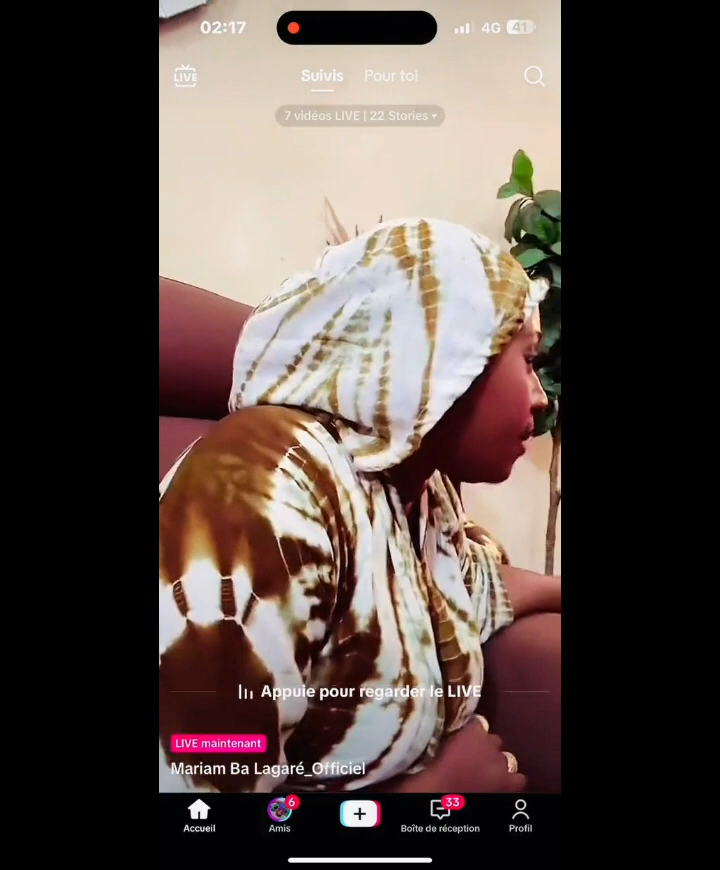 02:17
4G
41
LIVE
Suivis
Pour toi
7 vidéos LIVE | 22 Stories
Appuie pour regarder le LIVE
LIVE maintenant
Mariam Ba Lagaré_Officiel
6
33
Accueil
Amis
Boîte de réception
Profil